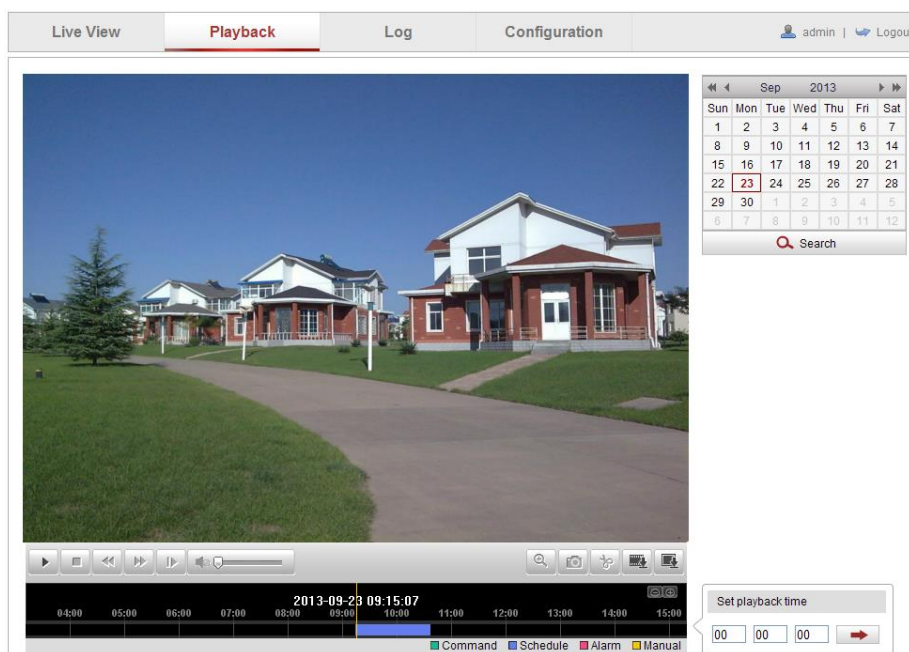 Live View Playback Log Configuration admin | Logou
Sep 2013
Sun Mon Tue Wed Thu Fri Sat
1 2 3 4 5 6 7
8 9 10 11 12 13 14
15 16 17 18 19 20 21
22 23 24 25 26 27 28
29 30 1 2 3 4 5
6 7 8 9 10 11 12
Search
2013-09-23 09:15:07
04:00 05:00 06:00 07:00 08:00 09:00 10:00 11:00 12:00 13:00 14:00 15:00
Command Schedule Alarm Manual
Set playback time
00 00 00